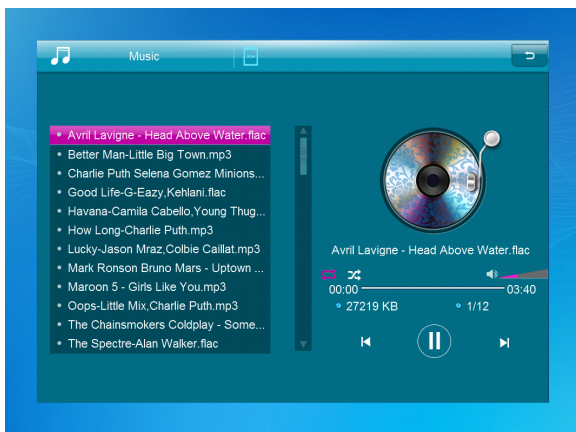 Music
Avril Lavigne - Head Above Water.flac
Better Man-Little Big Town.mp3
Charlie Puth Selena Gomez Minions...
Good Life-G-Eazy,Kehlani.flac
Havana-Camila Cabello,Young Thug...
How Long-Charlie Puth.mp3
Lucky-Jason Mraz,Colbie Caillat.mp3
Mark Ronson Bruno Mars - Uptown ...
Maroon 5 - Girls Like You.mp3
Oops-Little Mix,Charlie Puth.mp3
The Chainsmokers Coldplay - Some...
The Spectre-Alan Walker.flac
Avril Lavigne - Head Above Water.flac
00:00 03:40
27219 KB 1/12